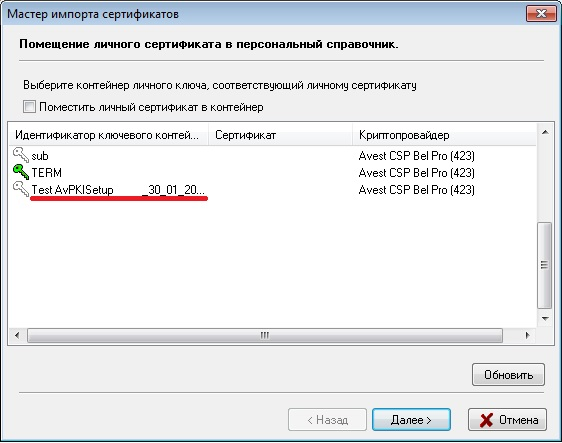 Мастер импорта сертификатов
Помещение личного сертификата в персональный справочник.
Выберите контейнер личного ключа, соответствующий личному сертификату
Поместить личный сертификат в контейнер
Идентификатор ключевого контей... Сертификат Криптопровайдер
sub Avest CSP Bel Pro (423)
TERM Avest CSP Bel Pro (423)
Test AvPKISetup _30_01_20... Avest CSP Bel Pro (423)
Обновить
< Назад Далее > Отмена